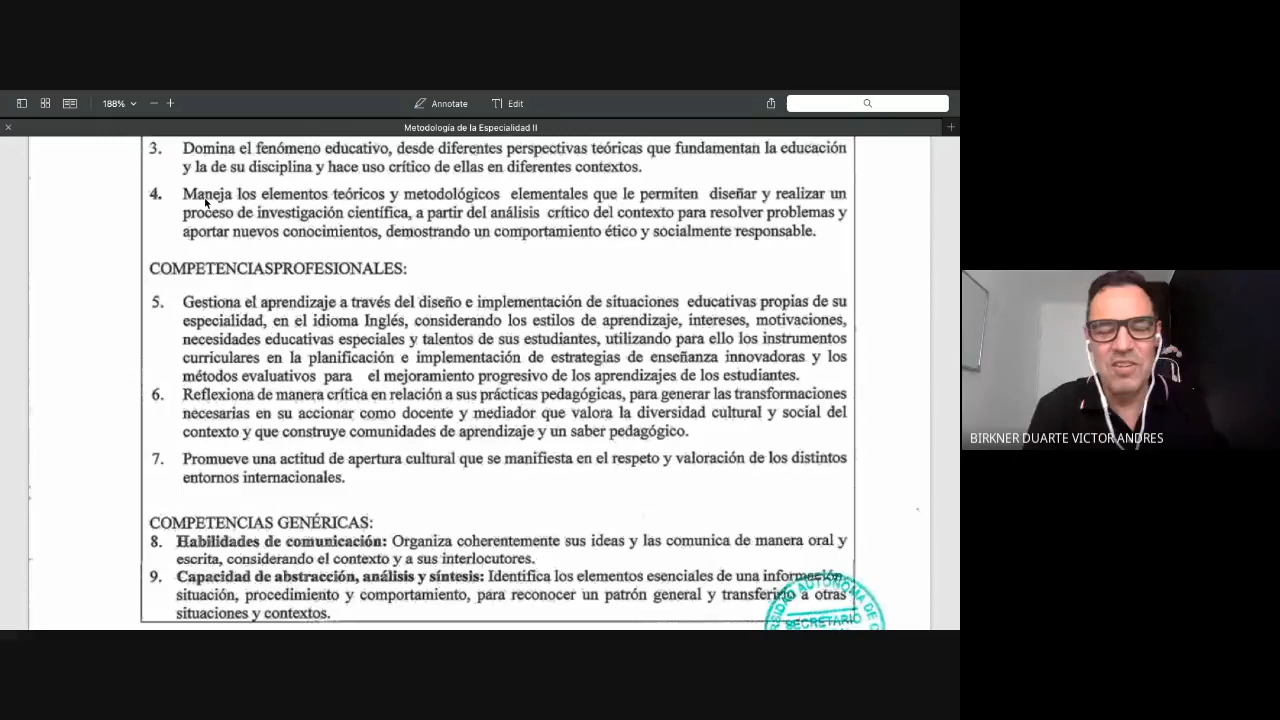 188%
Annotate
Edit
Metodología de la Especialidad II
3. Domina el fenómeno educativo, desde diferentes perspectivas teóricas que fundamentan la educación
y la de su disciplina y hace uso crítico de ellas en diferentes contextos.
4. Maneja los elementos teóricos y metodológicos elementales que le permiten diseñar y realizar un
proceso de investigación científica, a partir del análisis crítico del contexto para resolver problemas y
aportar nuevos conocimientos, demostrando un comportamiento ético y socialmente responsable.
COMPETENCIASPROFESIONALES:
5. Gestiona el aprendizaje a través del diseño e implementación de situaciones educativas propias de su
especialidad, en el idioma Inglés, considerando los estilos de aprendizaje, intereses, motivaciones,
necesidades educativas especiales y talentos de sus estudiantes, utilizando para ello los instrumentos
curriculares en la planificación e implementación de estrategias de enseñanza innovadoras y los
métodos evaluativos para el mejoramiento progresivo de los aprendizajes de los estudiantes.
6. Reflexiona de manera crítica en relación a sus prácticas pedagógicas, para generar las transformaciones
necesarias en su accionar como docente y mediador que valora la diversidad cultural y social del
contexto y que construye comunidades de aprendizaje y un saber pedagógico.
7. Promueve una actitud de apertura cultural que se manifiesta en el respeto y valoración de los distintos
entornos internacionales.
COMPETENCIAS GENÉRICAS:
8. Habilidades de comunicación: Organiza coherentemente sus ideas y las comunica de manera oral y
escrita, considerando el contexto y a sus interlocutores.
9. Capacidad de abstracción, análisis y síntesis: Identifica los elementos esenciales de una información,
situación, procedimiento y comportamiento, para reconocer un patrón general y transferirlo a otras
situaciones y contextos.
AUTÓNOMA DE
SECRETARIO
BIRKNER DUARTE VICTOR ANDRES